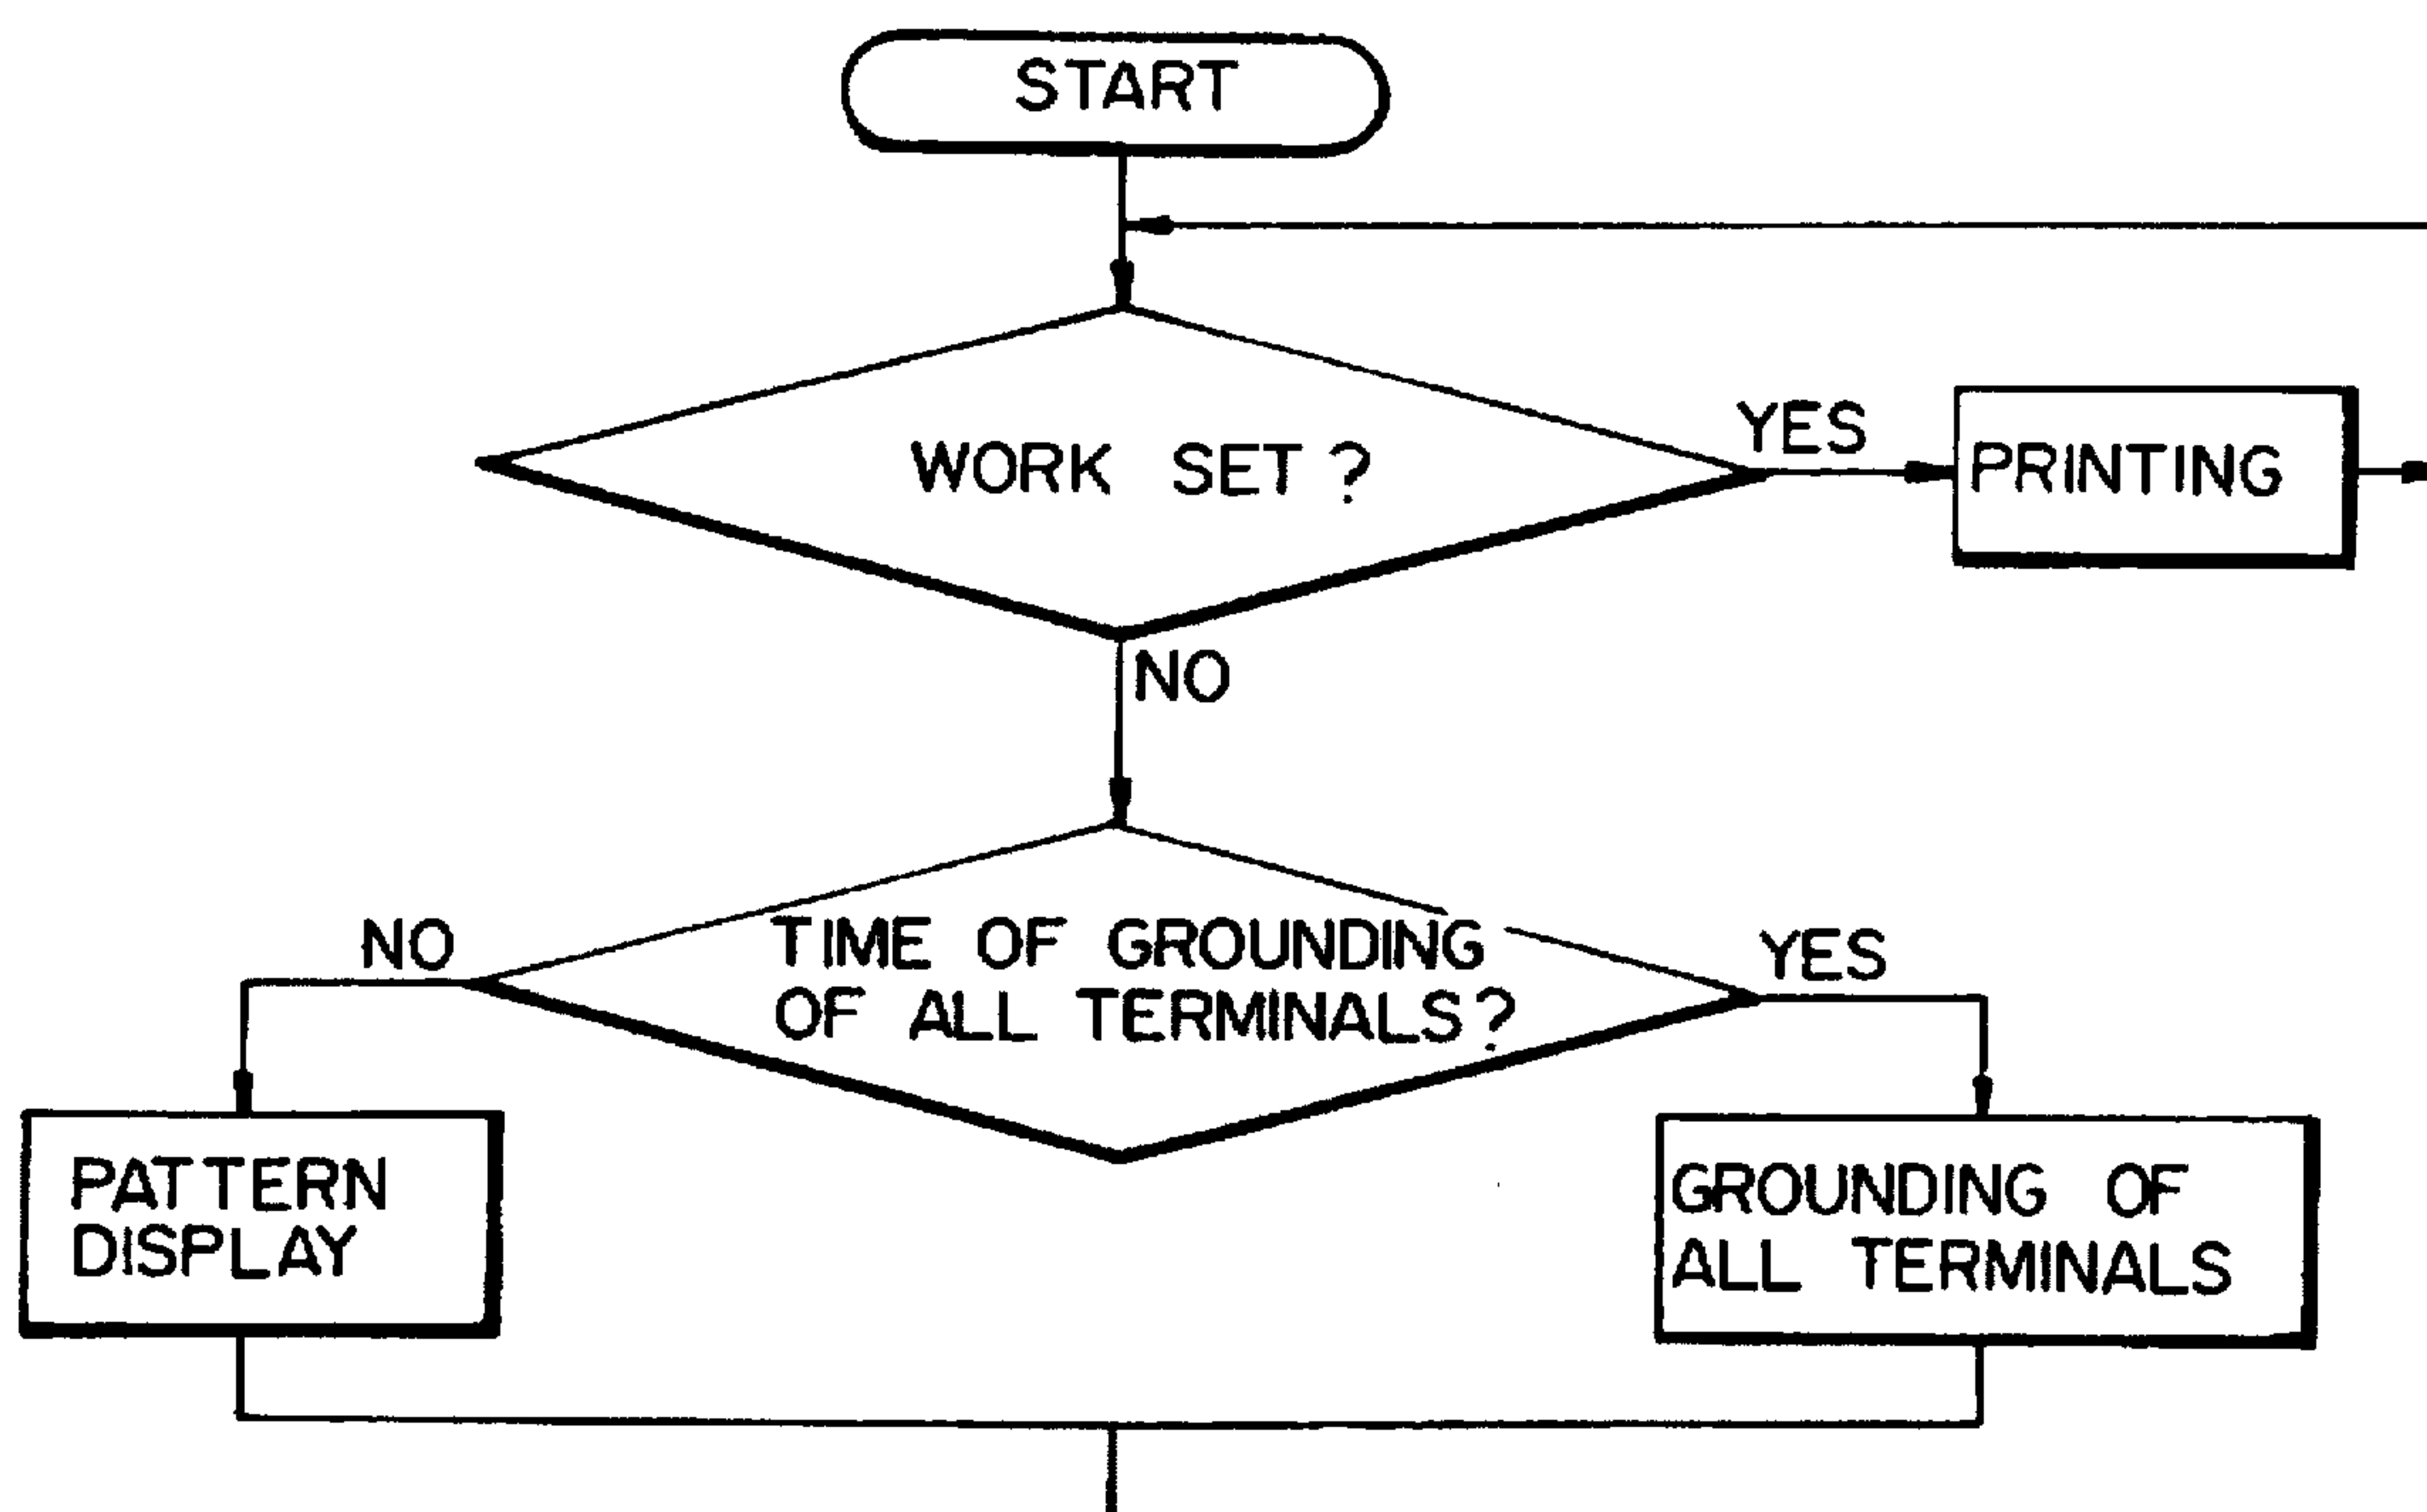 START
WORK SET ?
YES
PRINTING
NO
NO
TIME OF GROUNDING
OF ALL TERMINALS?
YES
PATTERN
DISPLAY
GROUNDING OF
ALL TERMINALS